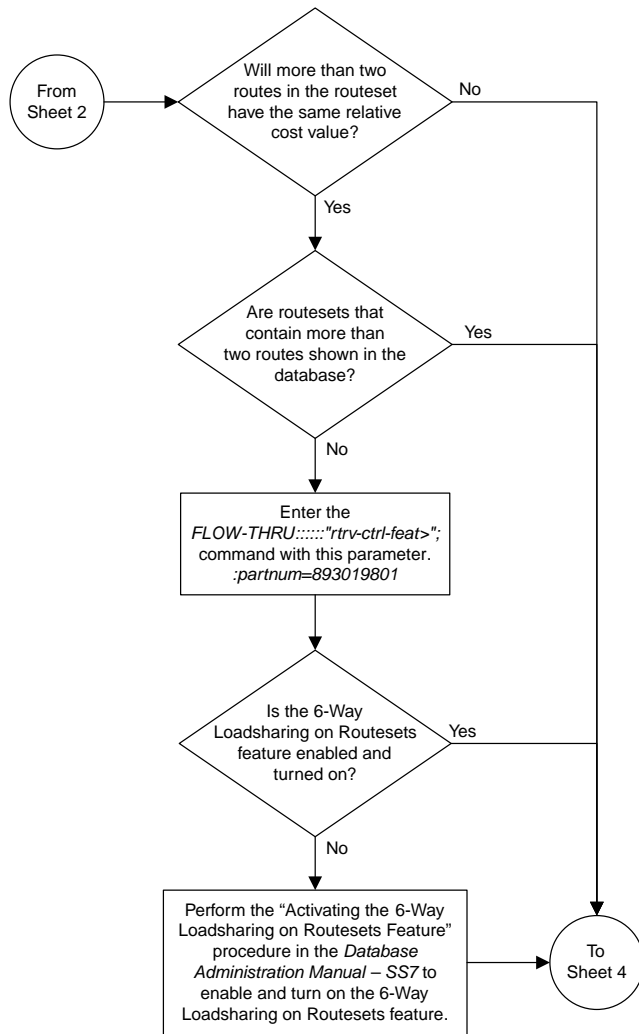 From
Sheet 2
Will more than two
routes in the routeset
have the same relative
cost value?
No
Yes
Are routesets that
contain more than
two routes shown in the
database?
Yes
No
Enter the
FLOW-THRU::::::"rtrv-ctrl-feat>";
command with this parameter.
:partnum=893019801
Is the 6-Way
Loadsharing on Routesets
feature enabled and
turned on?
Yes
No
Perform the “Activating the 6-Way
Loadsharing on Routesets Feature”
procedure in the Database
Administration Manual – SS7 to
enable and turn on the 6-Way
Loadsharing on Routesets feature.
To
Sheet 4